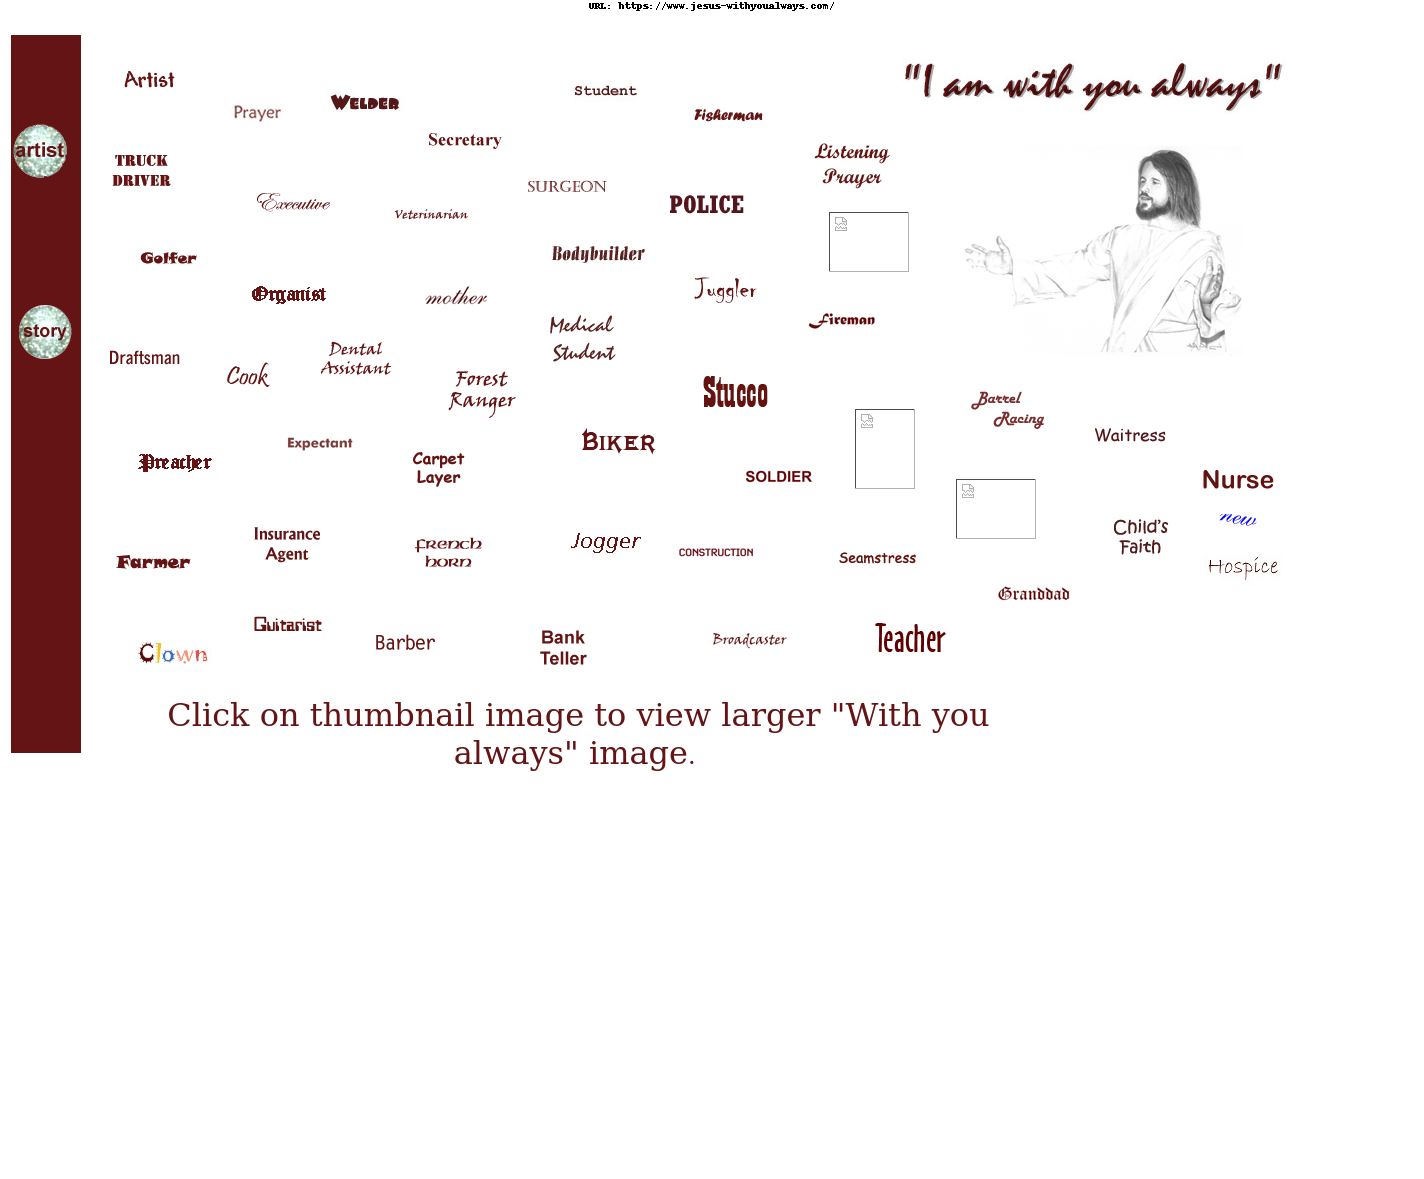 URL: https://www.jesus-withyoualways.com/
"I am with you always"
artist
story
Artist
Prayer
WELDER
Student
Fisherman
Secretary
Listening
Prayer
TRUCK
DRIVER
SURGEON
Executive
Veterinarian
POLICE
Golfer
Bodybuilder
Organist
mother
Juggler
Medical
Student
Fireman
Draftsman
Cook
Dental
Assistant
Forest
Ranger
Stucco
Barrel
Racing
Waitress
Preacher
Expectant
Carpet
Layer
BIKER
SOLDIER
Nurse
new
Farmer
Insurance
Agent
french
horn
Jogger
CONSTRUCTION
Seamstress
Child's
Faith
Hospice
Granddad
Clown
Guitarist
Barber
Bank
Teller
Broadcaster
Teacher
Click on thumbnail image to view larger "With you
always" image.